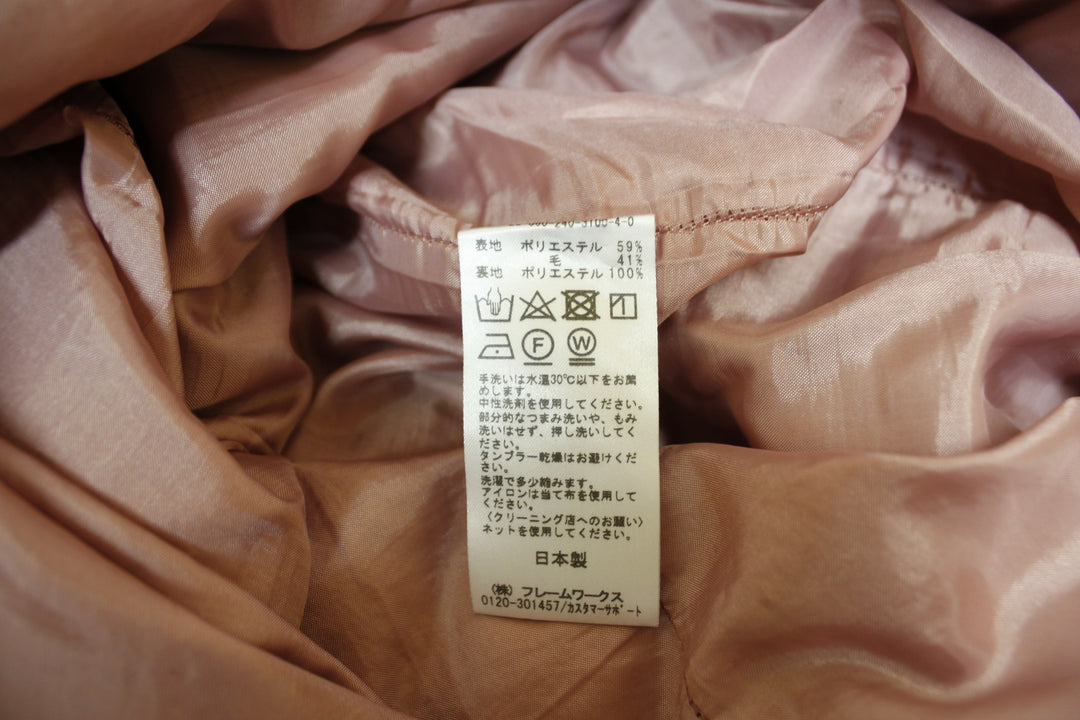 240-3100-4-0
表地 ポリエステル 59%
毛 41%
裏地 ポリエステル 100%
F W
手洗いは水温30℃以下をお薦
めします。
中性洗剤を使用してください。
部分的なつまみ洗いや、もみ
洗いはせず、押し洗いしてく
ださい。
タンブラー乾燥はお避けくだ
さい。
洗濯で多少縮みます。
アイロンは当て布を使用して
ください。
〈クリーニング店へのお願い〉
ネットを使用してください。
日本製
(株) フレームワークス
0120-301457/カスタマーサポート